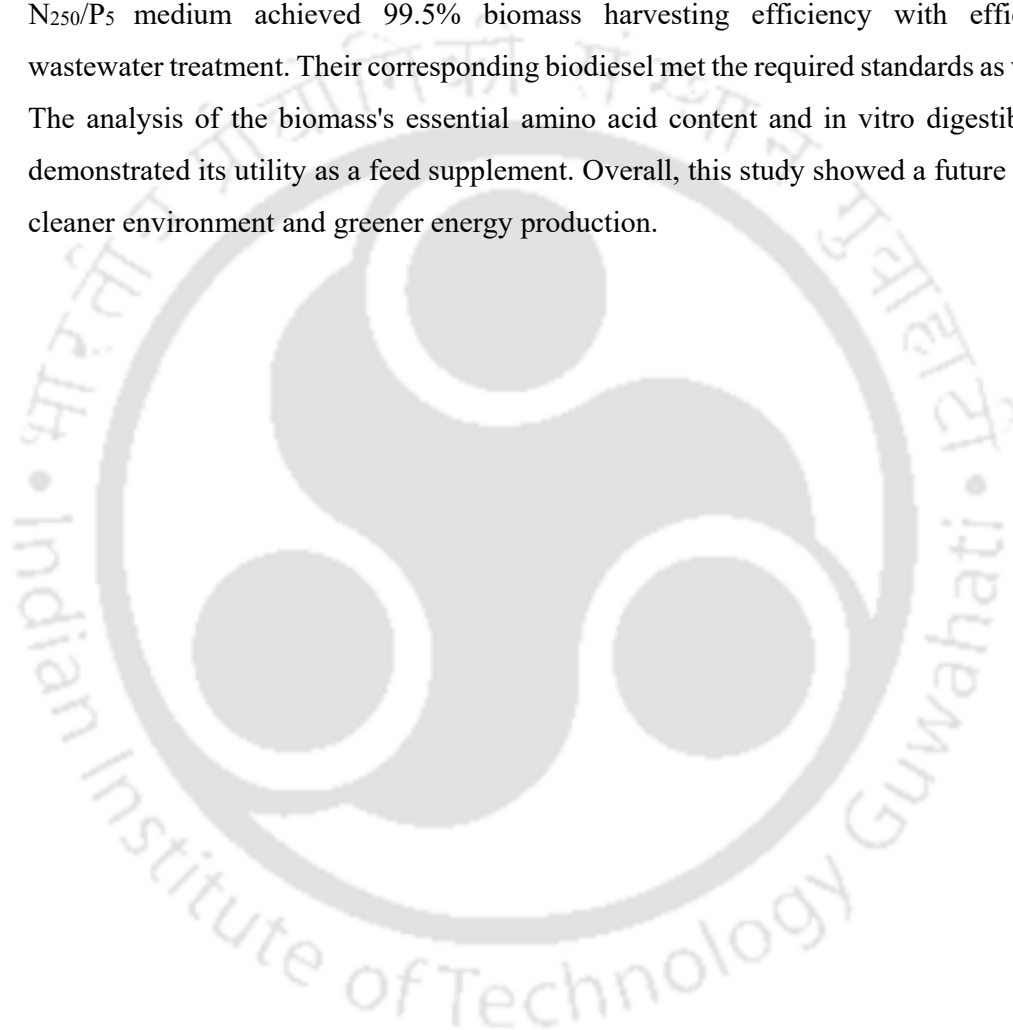 N₂₅₀/P₅ medium achieved 99.5% biomass harvesting efficiency with effic
wastewater treatment. Their corresponding biodiesel met the required standards as
The analysis of the biomass's essential amino acid content and in vitro digestib
demonstrated its utility as a feed supplement. Overall, this study showed a future
cleaner environment and greener energy production.
भारतीय प्रौद्योगिकी संस्थान गुवाहाटी
Indian Institute of Technology Guwahati